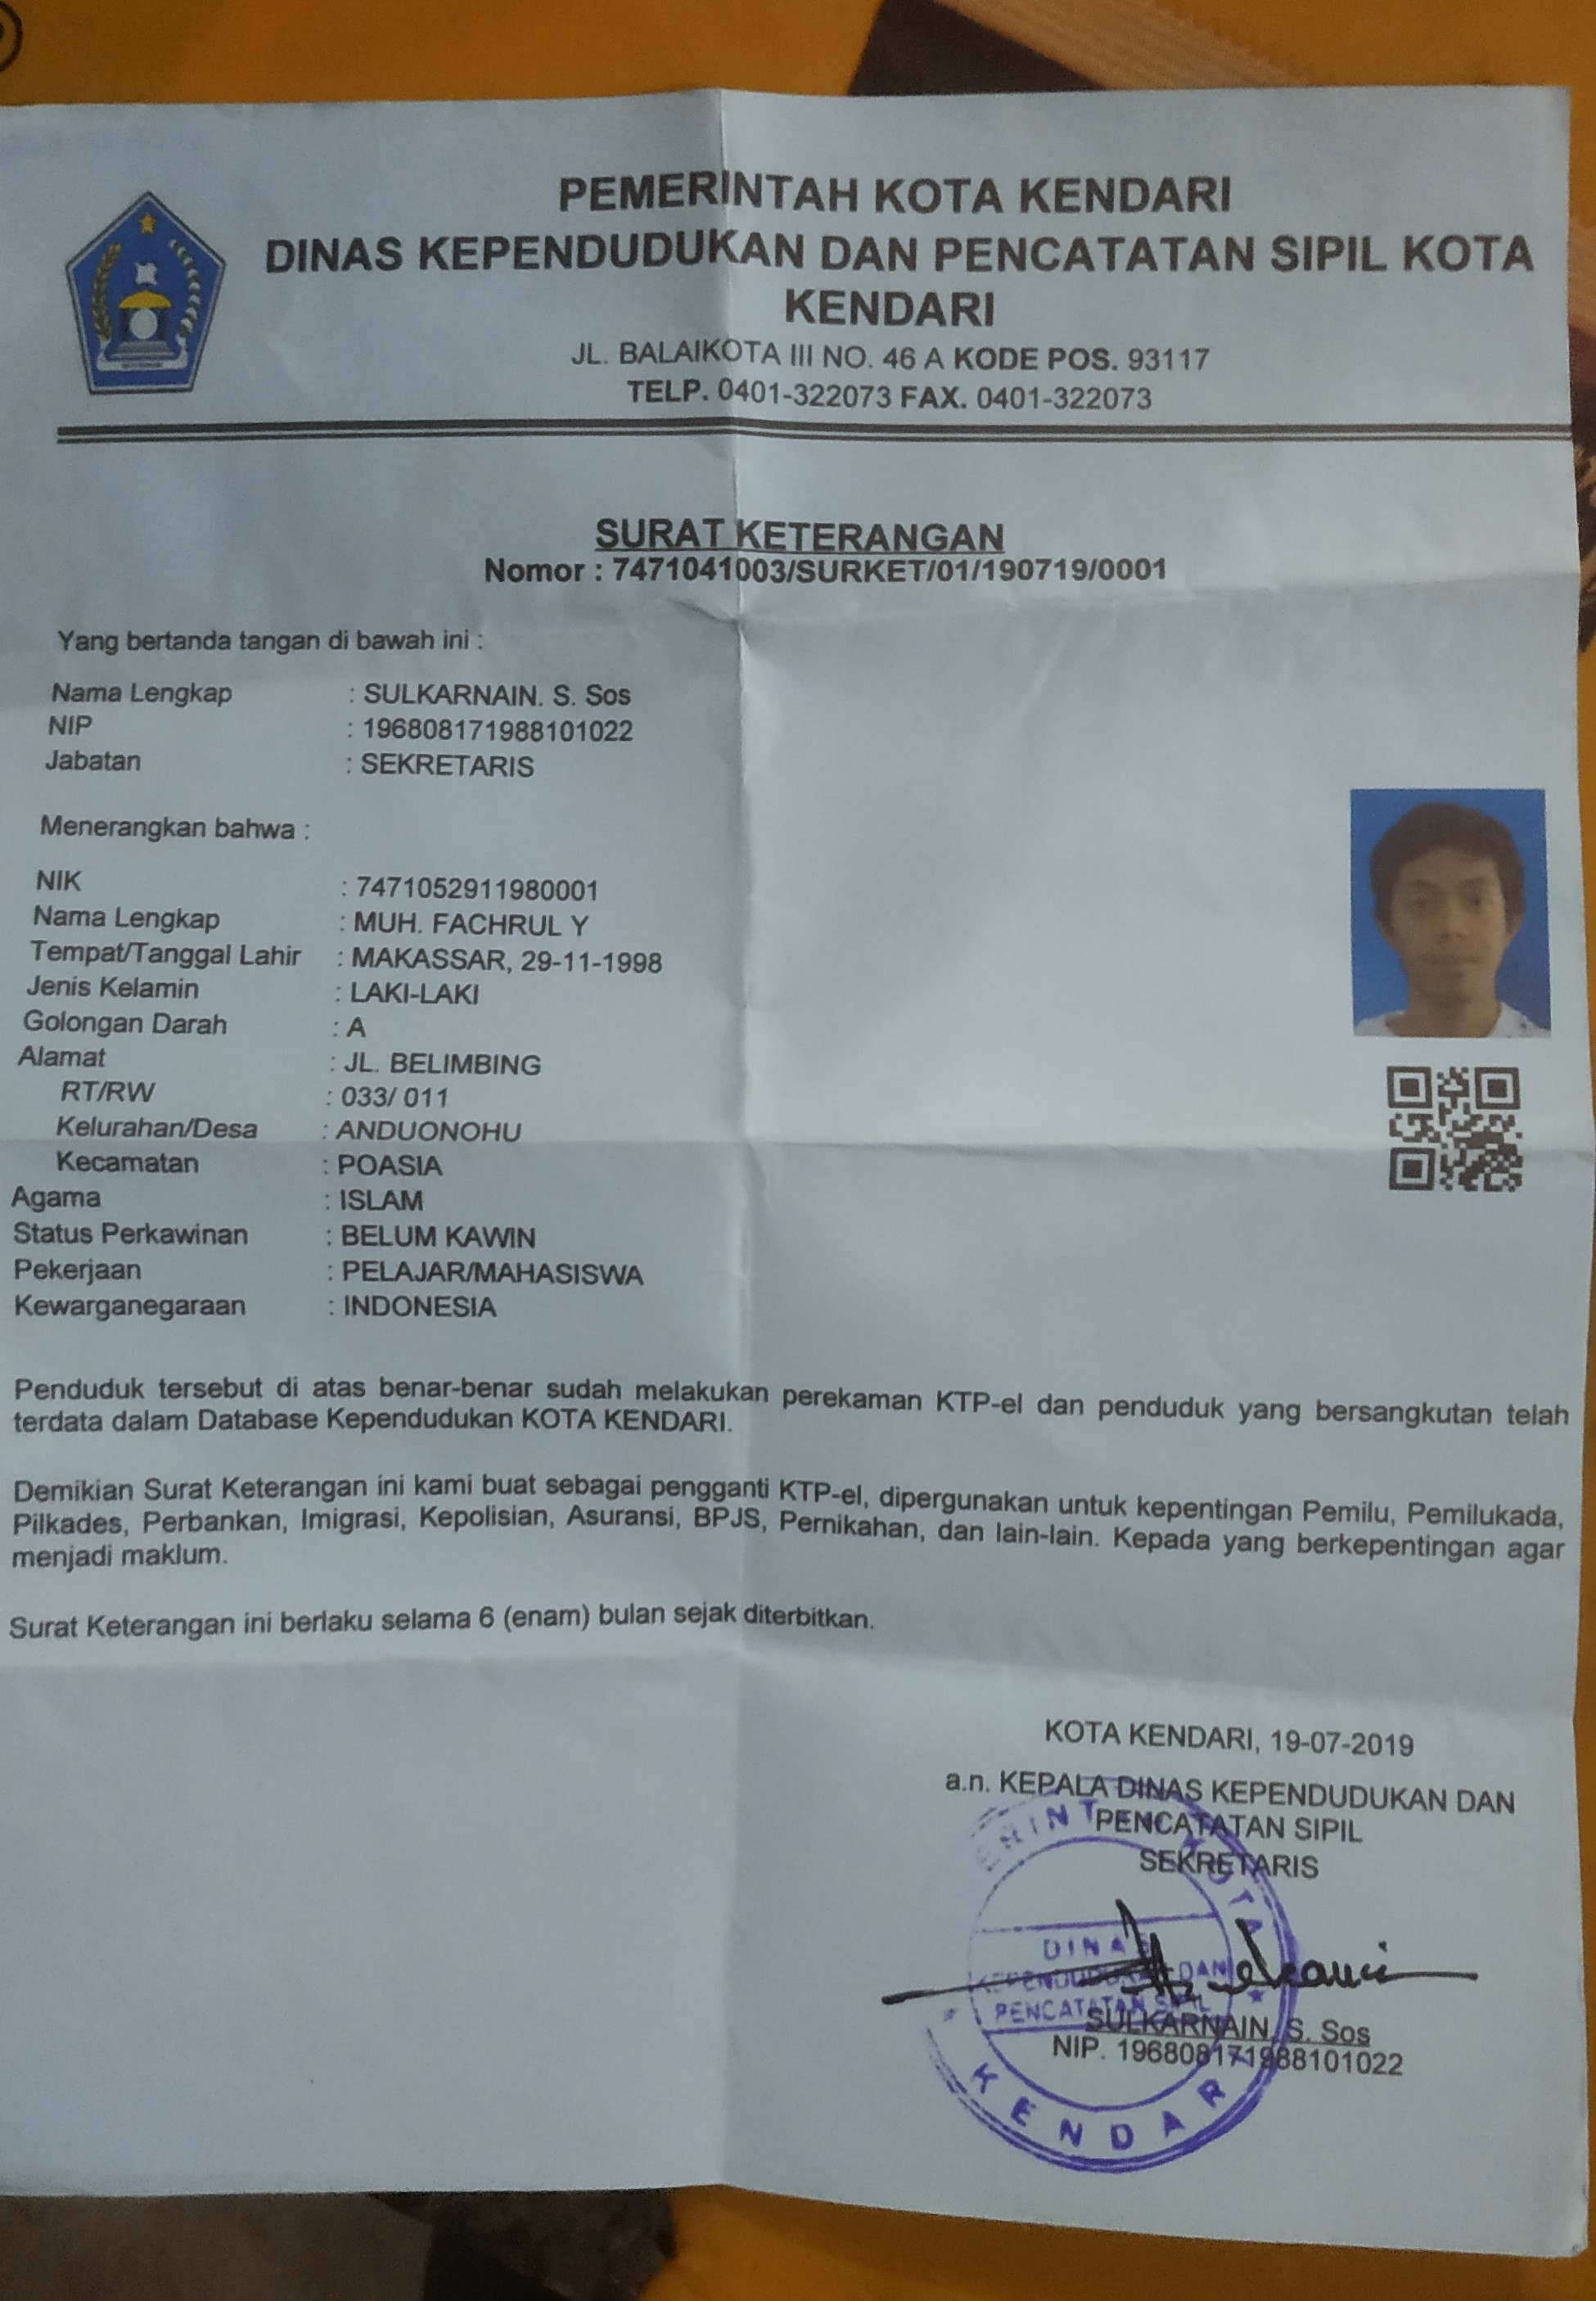 PEMERINTAH KOTA KENDARI
DINAS KEPENDUDUKAN DAN PENCATATAN SIPIL KOTA
KENDARI
JL. BALAIKOTA III NO. 46 A KODE POS. 93117
TELP. 0401-322073 FAX. 0401-322073
SURAT KETERANGAN
Nomor : 7471041003/SURKET/01/190719/0001
Yang bertanda tangan di bawah ini :
Nama Lengkap : SULKARNAIN. S. Sos
NIP : 196808171988101022
Jabatan : SEKRETARIS
Menerangkan bahwa :
NIK : 7471052911980001
Nama Lengkap : MUH. FACHRUL Y
Tempat/Tanggal Lahir : MAKASSAR, 29-11-1998
Jenis Kelamin : LAKI-LAKI
Golongan Darah : A
Alamat : JL. BELIMBING
RT/RW : 033/ 011
Kelurahan/Desa : ANDUONOHU
Kecamatan : POASIA
Agama : ISLAM
Status Perkawinan : BELUM KAWIN
Pekerjaan : PELAJAR/MAHASISWA
Kewarganegaraan : INDONESIA
Penduduk tersebut di atas benar-benar sudah melakukan perekaman KTP-el dan penduduk yang bersangkutan telah
terdata dalam Database Kependudukan KOTA KENDARI.
Demikian Surat Keterangan ini kami buat sebagai pengganti KTP-el, dipergunakan untuk kepentingan Pemilu, Pemilukada,
Pilkades, Perbankan, Imigrasi, Kepolisian, Asuransi, BPJS, Pernikahan, dan lain-lain. Kepada yang berkepentingan agar
menjadi maklum.
Surat Keterangan ini berlaku selama 6 (enam) bulan sejak diterbitkan.
KOTA KENDARI, 19-07-2019
a.n. KEPALA DINAS KEPENDUDUKAN DAN
PENCATATAN SIPIL
SEKRETARIS
DINAS
KEPENDUDUKAN DAN
PENCATATAN SIPIL
SULKARNAIN, S. Sos
NIP. 196808171988101022
KENDARI